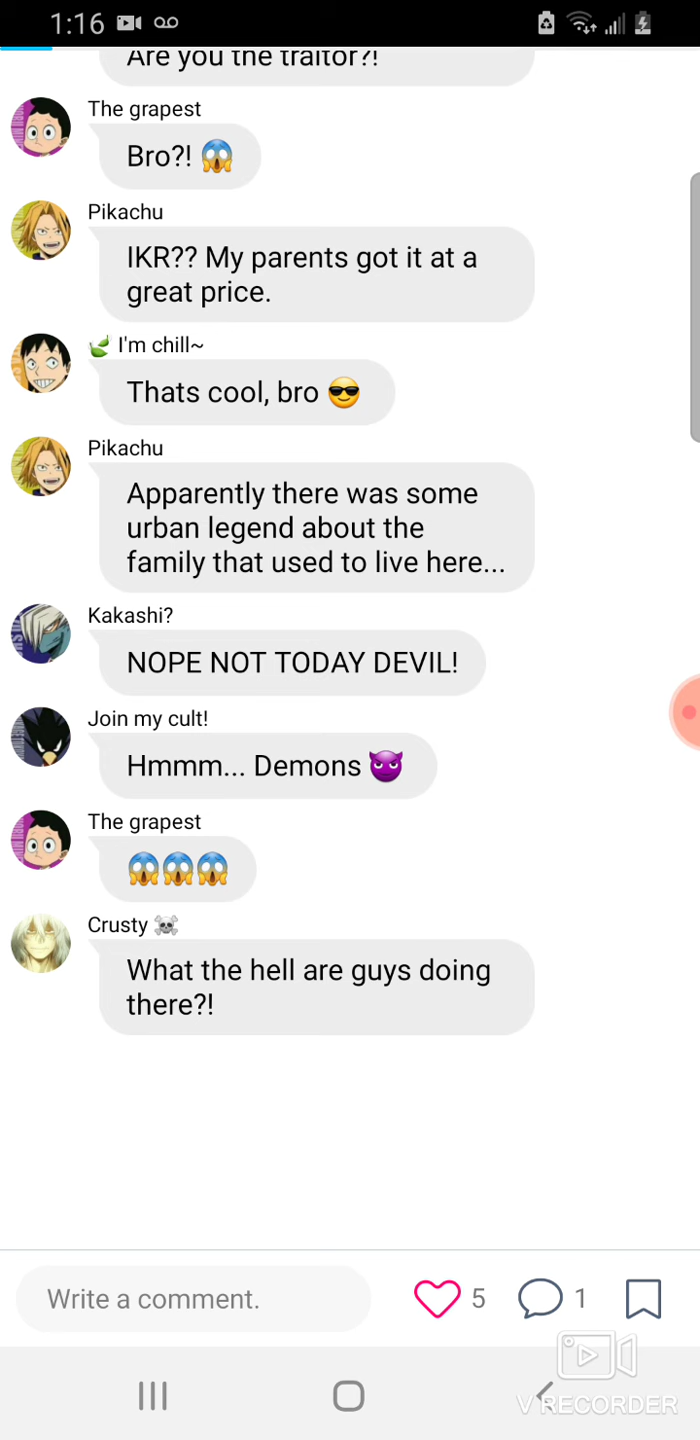 1:16
Are you the traitor?!
The grapest
Bro?! 😱
Pikachu
IKR?? My parents got it at a
great price.
🍃 I'm chill~
Thats cool, bro 😎
Pikachu
Apparently there was some
urban legend about the
family that used to live here...
Kakashi?
NOPE NOT TODAY DEVIL!
Join my cult!
Hmmm... Demons 😈
The grapest
😱😱😱
Crusty ☠️
What the hell are guys doing
there?!
Write a comment.
5
1
V RECORDER